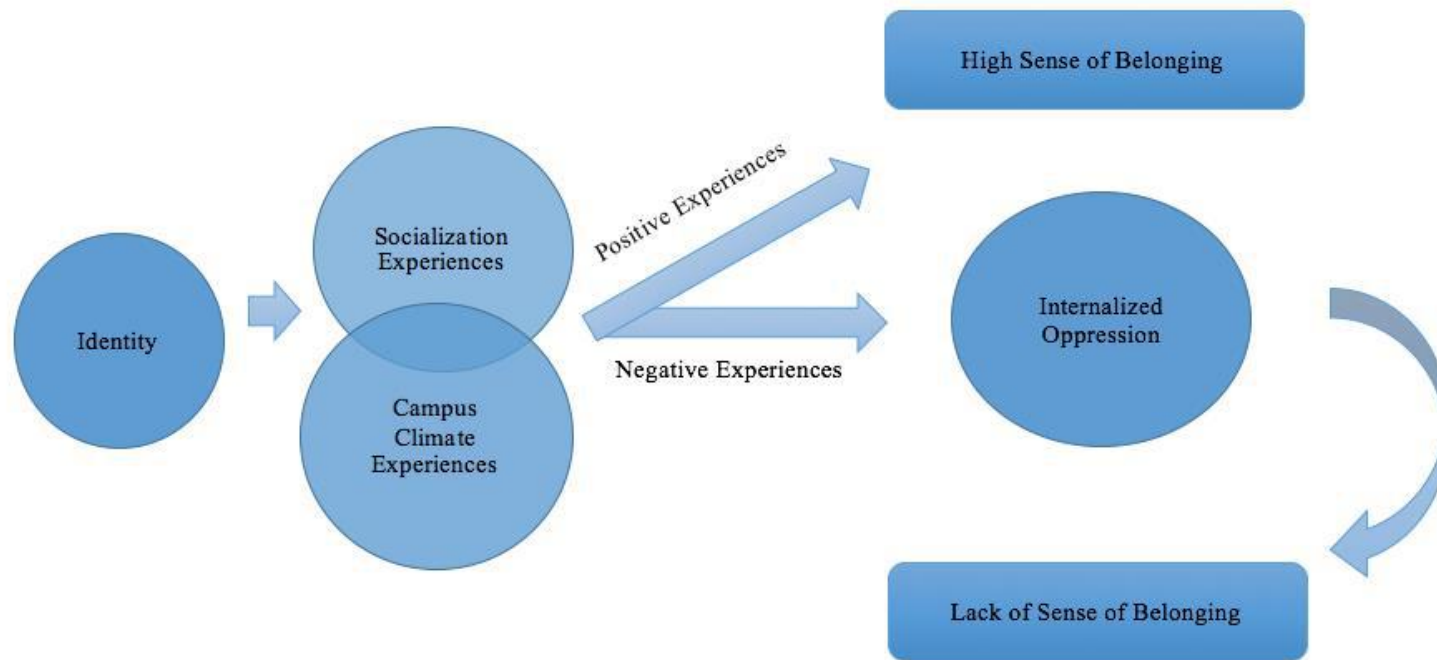 Identity
Socialization
Experiences
Campus
Climate
Experiences
Positive Experiences
Negative Experiences
High Sense of Belonging
Internalized
Oppression
Lack of Sense of Belonging